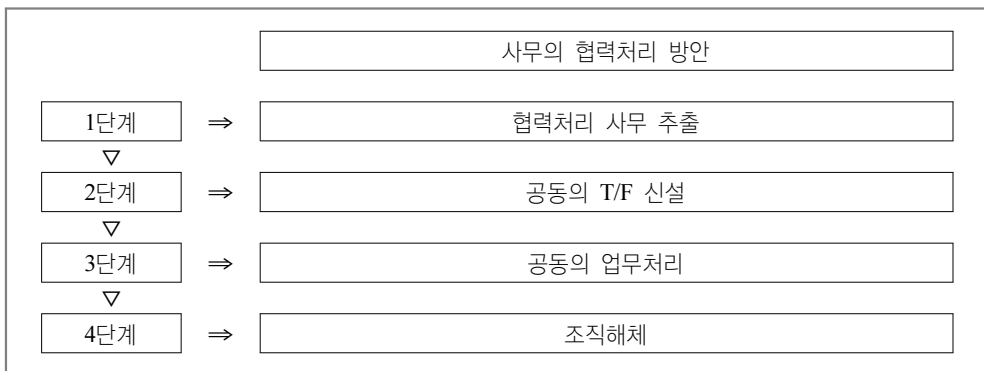 사무의 협력처리 방안
1단계 ⇒ 협력처리 사무 추출
▽
2단계 ⇒ 공동의 T/F 신설
▽
3단계 ⇒ 공동의 업무처리
▽
4단계 ⇒ 조직해체